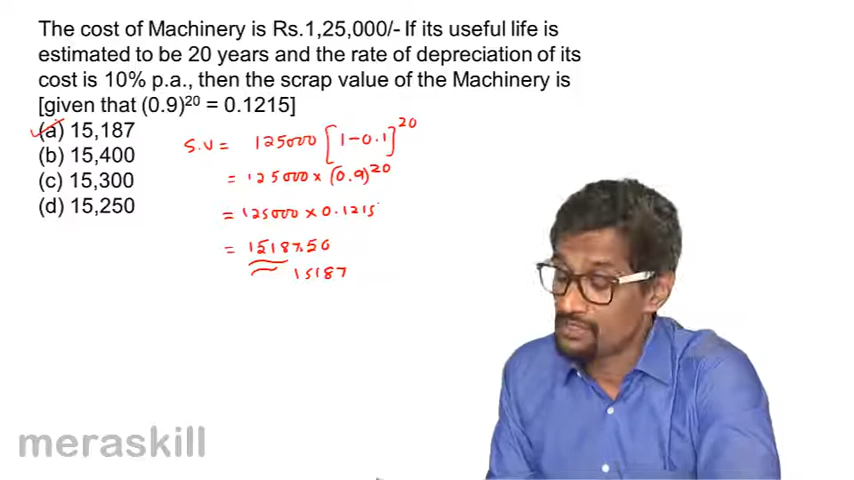 The cost of Machinery is Rs.1,25,000/- If its useful life is
estimated to be 20 years and the rate of depreciation of its
cost is 10% p.a., then the scrap value of the Machinery is
[given that (0.9)²⁰ = 0.1215]
(a) 15,187
(b) 15,400
(c) 15,300
(d) 15,250
S.V = 125000 [1-0.1]²⁰
= 125000 × (0.9)²⁰
= 125000 × 0.1215
= 15187.50
≈ 15187
meraskill